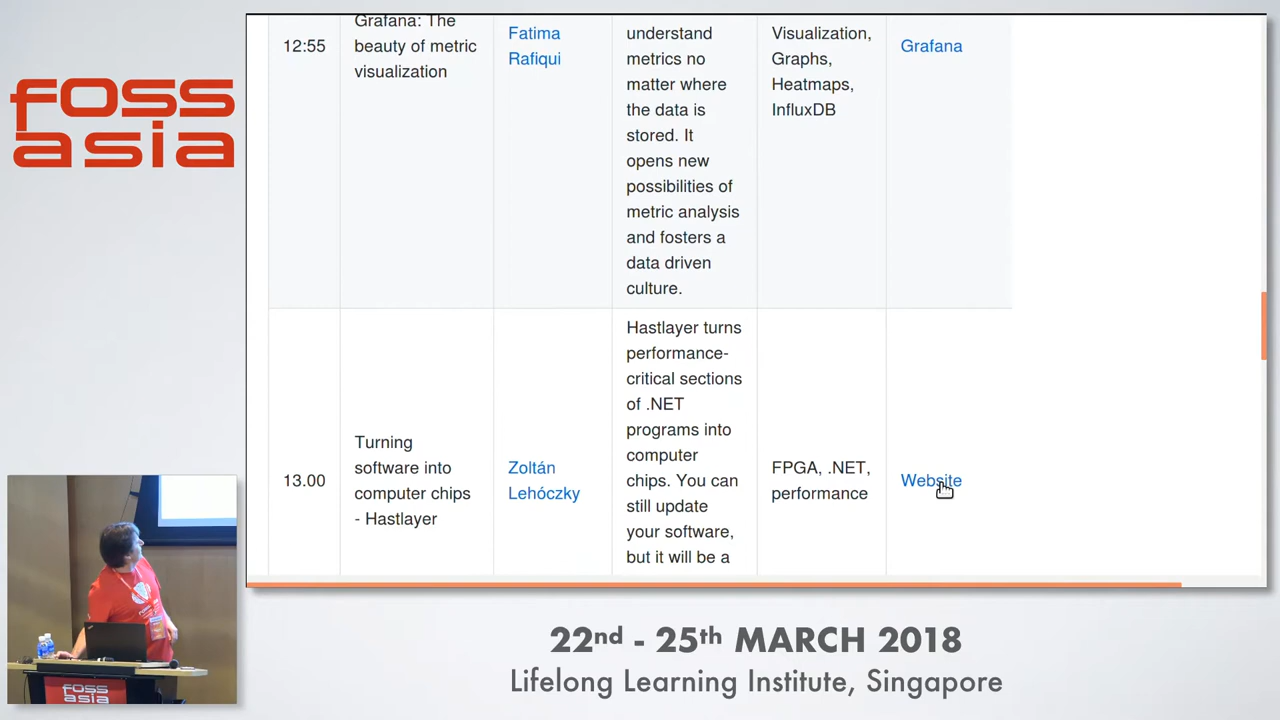 foss
asia
12:55
Grafana: The
beauty of metric
visualization
Fatima
Rafiqui
understand
metrics no
matter where
the data is
stored. It
opens new
possibilities of
metric analysis
and fosters a
data driven
culture.
Visualization,
Graphs,
Heatmaps,
InfluxDB
Grafana
13.00
Turning
software into
computer chips
- Hastlayer
Zoltán
Lehóczky
Hastlayer turns
performance-
critical sections
of .NET
programs into
computer
chips. You can
still update
your software,
but it will be a
FPGA, .NET,
performance
Website
foss
asia
22nd - 25th MARCH 2018
Lifelong Learning Institute, Singapore